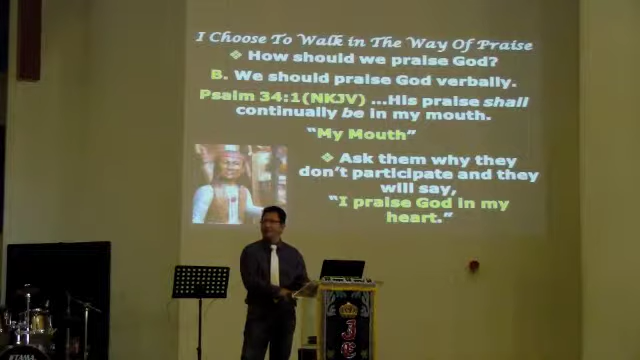 I Choose To Walk in The Way Of Praise
❖ How should we praise God?
B. We should praise God verbally.
Psalm 34:1(NKJV) ...His praise shall
continually be in my mouth.
"My Mouth"
❖ Ask them why they
don't participate and they
will say,
"I praise God in my
heart."
TAMA